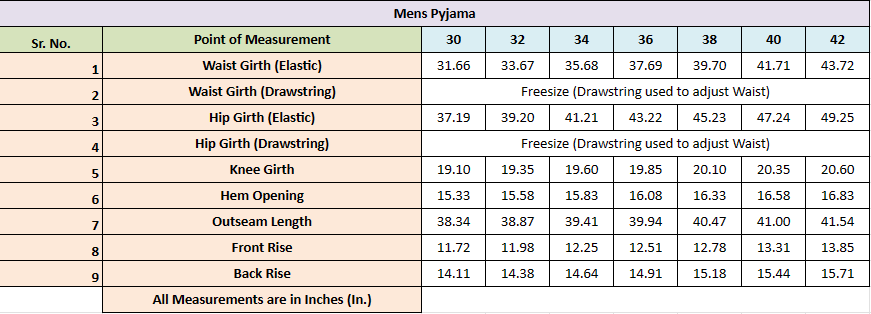 Mens Pyjama
Sr. No. Point of Measurement 30 32 34 36 38 40 42
1 Waist Girth (Elastic) 31.66 33.67 35.68 37.69 39.70 41.71 43.72
2 Waist Girth (Drawstring) Freesize (Drawstring used to adjust Waist)
3 Hip Girth (Elastic) 37.19 39.20 41.21 43.22 45.23 47.24 49.25
4 Hip Girth (Drawstring) Freesize (Drawstring used to adjust Waist)
5 Knee Girth 19.10 19.35 19.60 19.85 20.10 20.35 20.60
6 Hem Opening 15.33 15.58 15.83 16.08 16.33 16.58 16.83
7 Outseam Length 38.34 38.87 39.41 39.94 40.47 41.00 41.54
8 Front Rise 11.72 11.98 12.25 12.51 12.78 13.31 13.85
9 Back Rise 14.11 14.38 14.64 14.91 15.18 15.44 15.71
All Measurements are in Inches (In.)